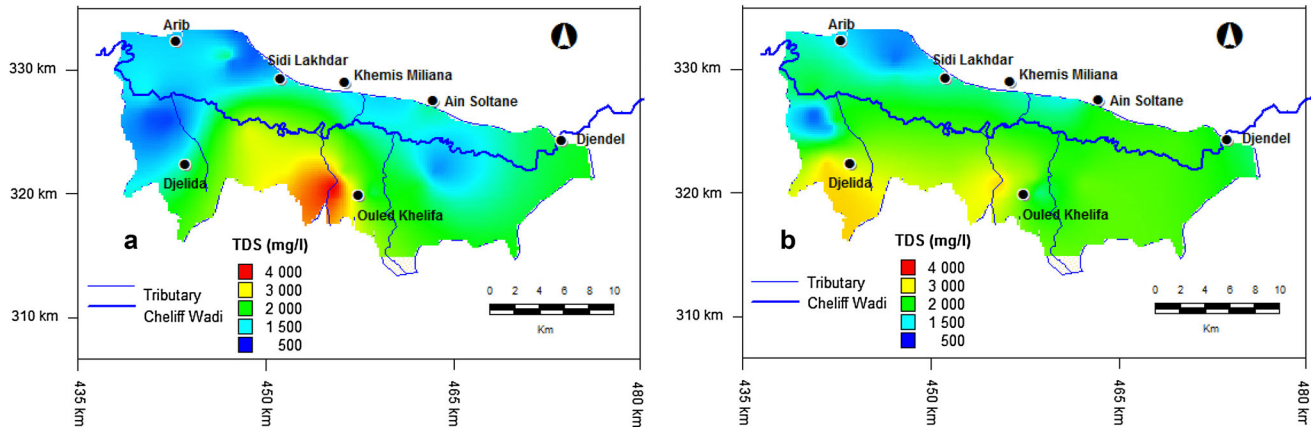 Arib
Sidi Lakhdar
Khemis Miliana
Ain Soltane
Djendel
Djelida
Ouled Khelifa
330 km
320 km
310 km
a
TDS (mg/l)
4 000
3 000
2 000
1 500
500
Tributary
Cheliff Wadi
0 2 4 6 8 10
Km
435 km
450 km
465 km
480 km
Arib
Sidi Lakhdar
Khemis Miliana
Ain Soltane
Djendel
Djelida
Ouled Khelifa
330 km
320 km
310 km
b
TDS (mg/l)
4 000
3 000
2 000
1 500
500
Tributary
Cheliff Wadi
0 2 4 6 8 10
Km
435 km
450 km
465 km
480 km